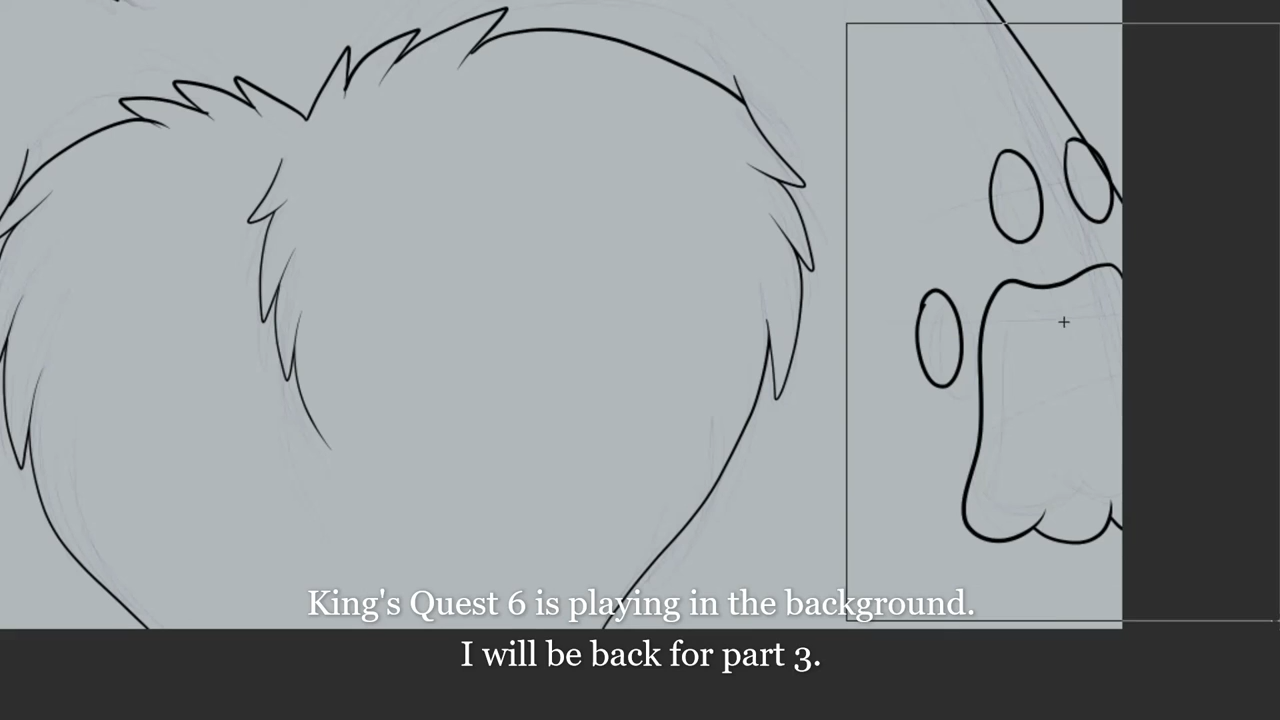 King's Quest 6 is playing in the background.
I will be back for part 3.